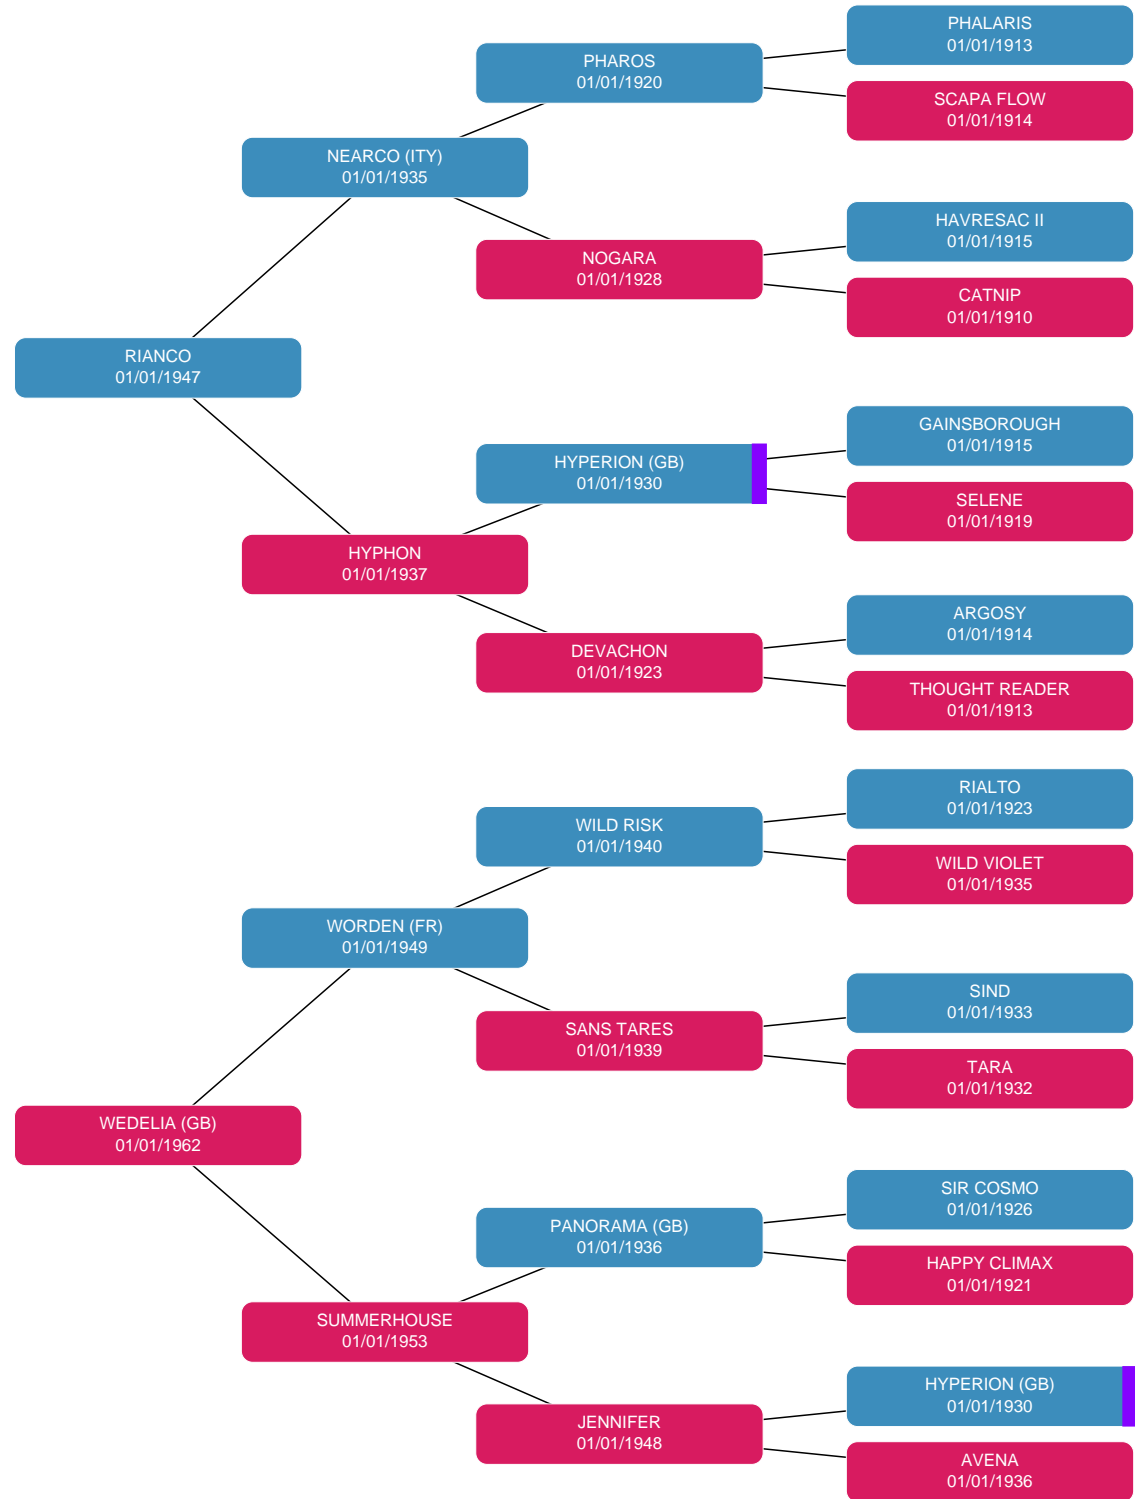 PHALARIS
01/01/1913
PHAROS
01/01/1920
SCAPA FLOW
01/01/1914
NEARCO (ITY)
01/01/1935
HAVRESAC II
01/01/1915
NOGARA
01/01/1928
CATNIP
01/01/1910
RIANCO
01/01/1947
GAINSBOROUGH
01/01/1915
HYPERION (GB)
01/01/1930
SELENE
01/01/1919
HYPHON
01/01/1937
ARGOSY
01/01/1914
DEVACHON
01/01/1923
THOUGHT READER
01/01/1913
RIALTO
01/01/1923
WILD RISK
01/01/1940
WILD VIOLET
01/01/1935
WORDEN (FR)
01/01/1949
SIND
01/01/1933
SANS TARES
01/01/1939
TARA
01/01/1932
WEDELIA (GB)
01/01/1962
SIR COSMO
01/01/1926
PANORAMA (GB)
01/01/1936
HAPPY CLIMAX
01/01/1921
SUMMERHOUSE
01/01/1953
HYPERION (GB)
01/01/1930
JENNIFER
01/01/1948
AVENA
01/01/1936